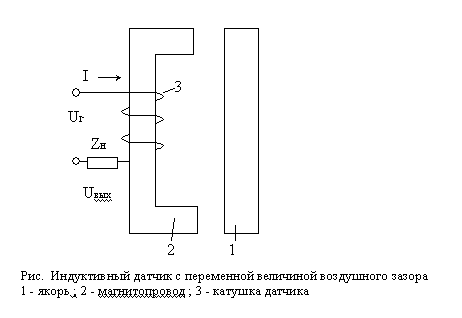 I
3
Uг
Zн
Uвых
2
1
Рис. Индуктивный датчик с переменной величиной воздушного зазора
1 - якорь ; 2 - магнитопровод ; 3 - катушка датчика